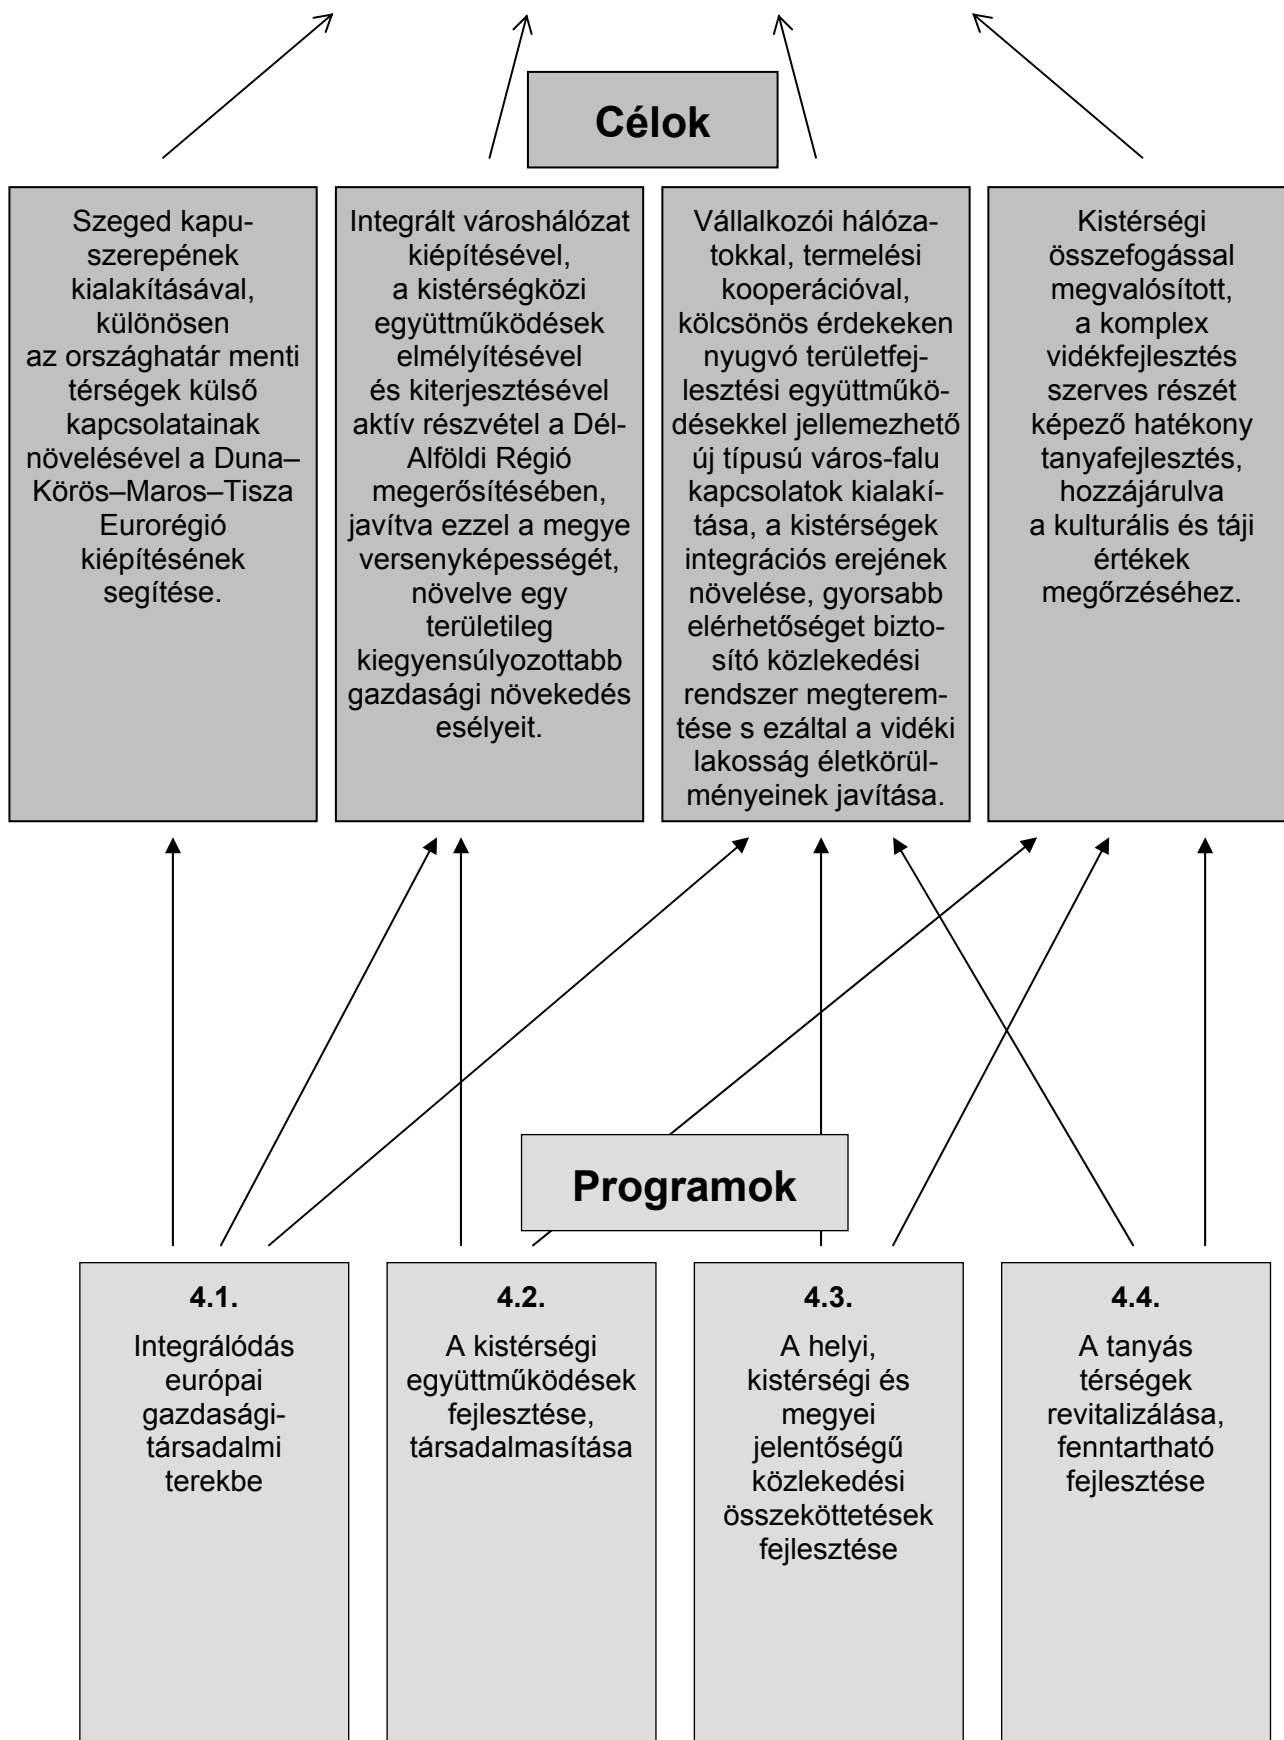 Célok
Szeged kapu-
szerepének
kialakításával,
különösen
az országhatár menti
térségek külső
kapcsolatainak
növelésével a Duna–
Körös–Maros–Tisza
Eurorégió
kiépítésének
segítése.
Integrált városhálózat
kiépítésével,
a kistérségközi
együttműködések
elmélyítésével
és kiterjesztésével
aktív részvétel a Dél-
Alföldi Régió
megerősítésében,
javítva ezzel a megye
versenyképességét,
növelve egy
területileg
kiegyensúlyozottabb
gazdasági növekedés
esélyeit.
Vállalkozói hálóza-
tokkal, termelési
kooperációval,
kölcsönös érdekeken
nyugvó területfej-
lesztési együttműkö-
désekkel jellemezhető
új típusú város-falu
kapcsolatok kialakí-
tása, a kistérségek
integrációs erejének
növelése, gyorsabb
elérhetőséget bizto-
sító közlekedési
rendszer megterem-
tése s ezáltal a vidéki
lakosság életkörül-
ményeinek javítása.
Kistérségi
összefogással
megvalósított,
a komplex
vidékfejlesztés
szerves részét
képező hatékony
tanyafejlesztés,
hozzájárulva
a kulturális és táji
értékek
megőrzéséhez.
Programok
4.1.
Integrálódás
európai
gazdasági-
társadalmi
terekbe
4.2.
A kistérségi
együttműködések
fejlesztése,
társadalmasítása
4.3.
A helyi,
kistérségi és
megyei
jelentőségű
közlekedési
összeköttetések
fejlesztése
4.4.
A tanyás
térségek
revitalizálása,
fenntartható
fejlesztése